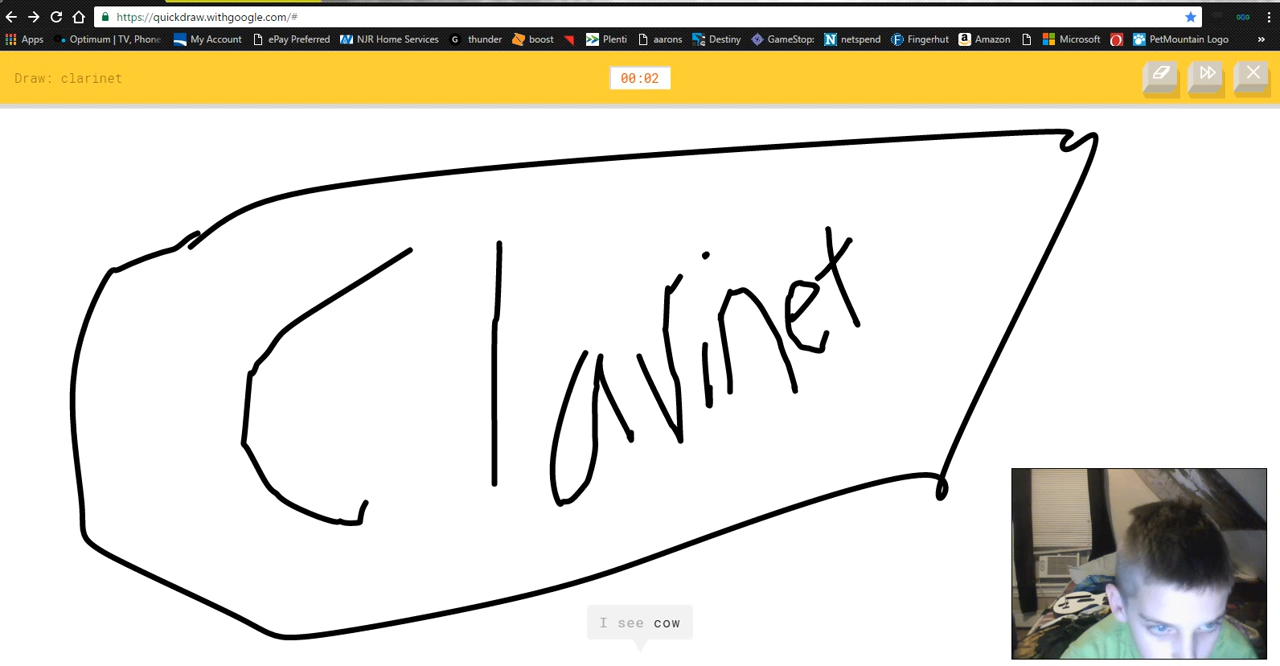 https://quickdraw.withgoogle.com/#
Apps Optimum | TV, Phone My Account ePay Preferred NJR Home Services G thunder boost Plenti aarons Destiny GameStop: N netspend F Fingerhut a Amazon Microsoft O PetMountain Logo »
Draw: clarinet
00:02
Clarinet
I see cow